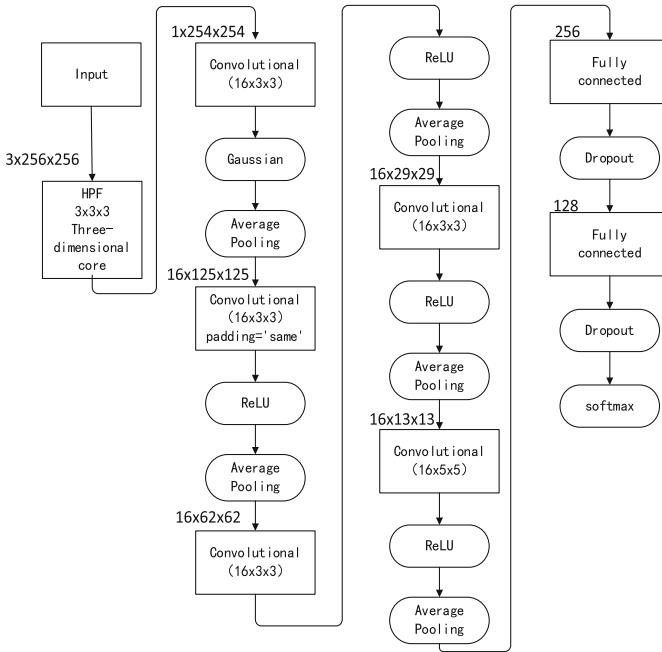 Input
3x256x256
HPF
3x3x3
Three-
dimensional
core
1x254x254
Convolutional
(16x3x3)
Gaussian
Average
Pooling
16x125x125
Convolutional
(16x3x3)
padding='same'
ReLU
Average
Pooling
16x62x62
Convolutional
(16x3x3)
ReLU
Average
Pooling
16x29x29
Convolutional
(16x3x3)
ReLU
Average
Pooling
16x13x13
Convolutional
(16x5x5)
ReLU
Average
Pooling
256
Fully
connected
Dropout
128
Fully
connected
Dropout
softmax